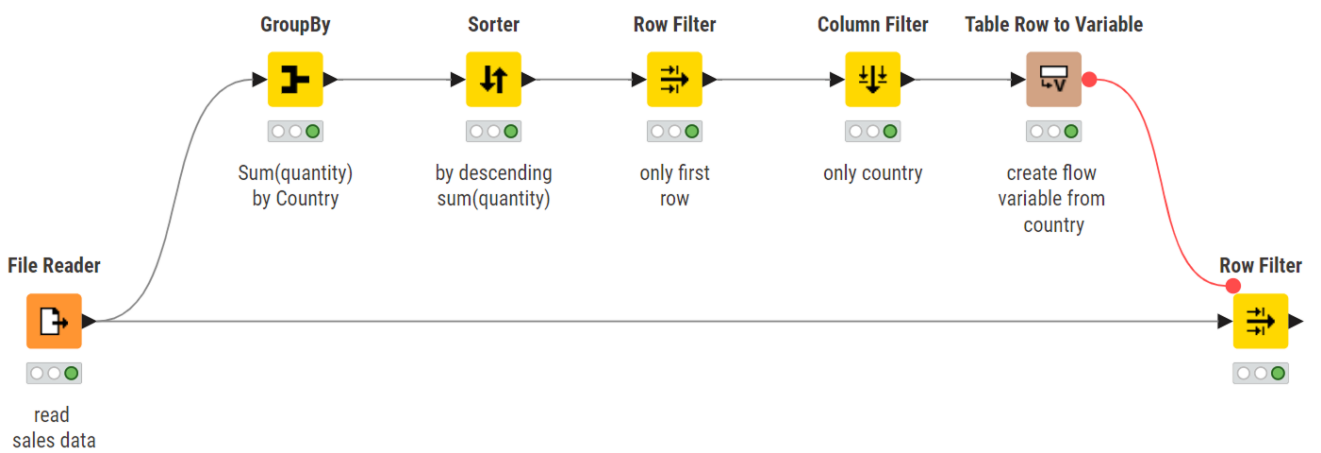 GroupBy
Sorter
Row Filter
Column Filter
Table Row to Variable
Sum(quantity)
by Country
by descending
sum(quantity)
only first
row
only country
create flow
variable from
country
File Reader
Row Filter
read
sales data